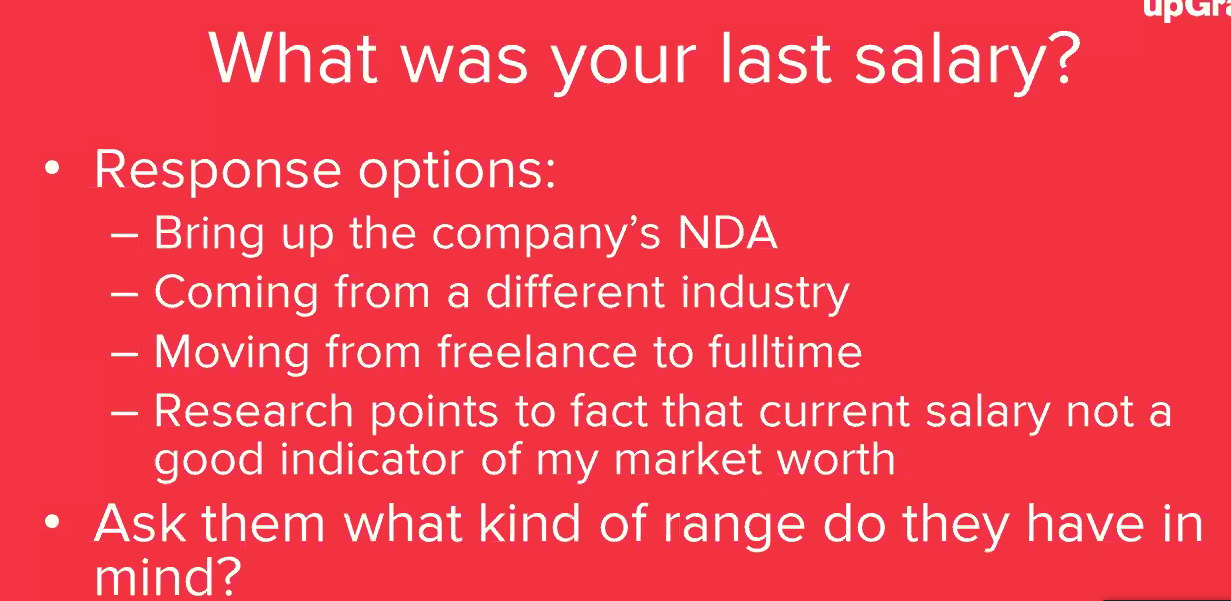 upGra
What was your last salary?
• Response options:
– Bring up the company’s NDA
– Coming from a different industry
– Moving from freelance to fulltime
– Research points to fact that current salary not a
good indicator of my market worth
• Ask them what kind of range do they have in
mind?